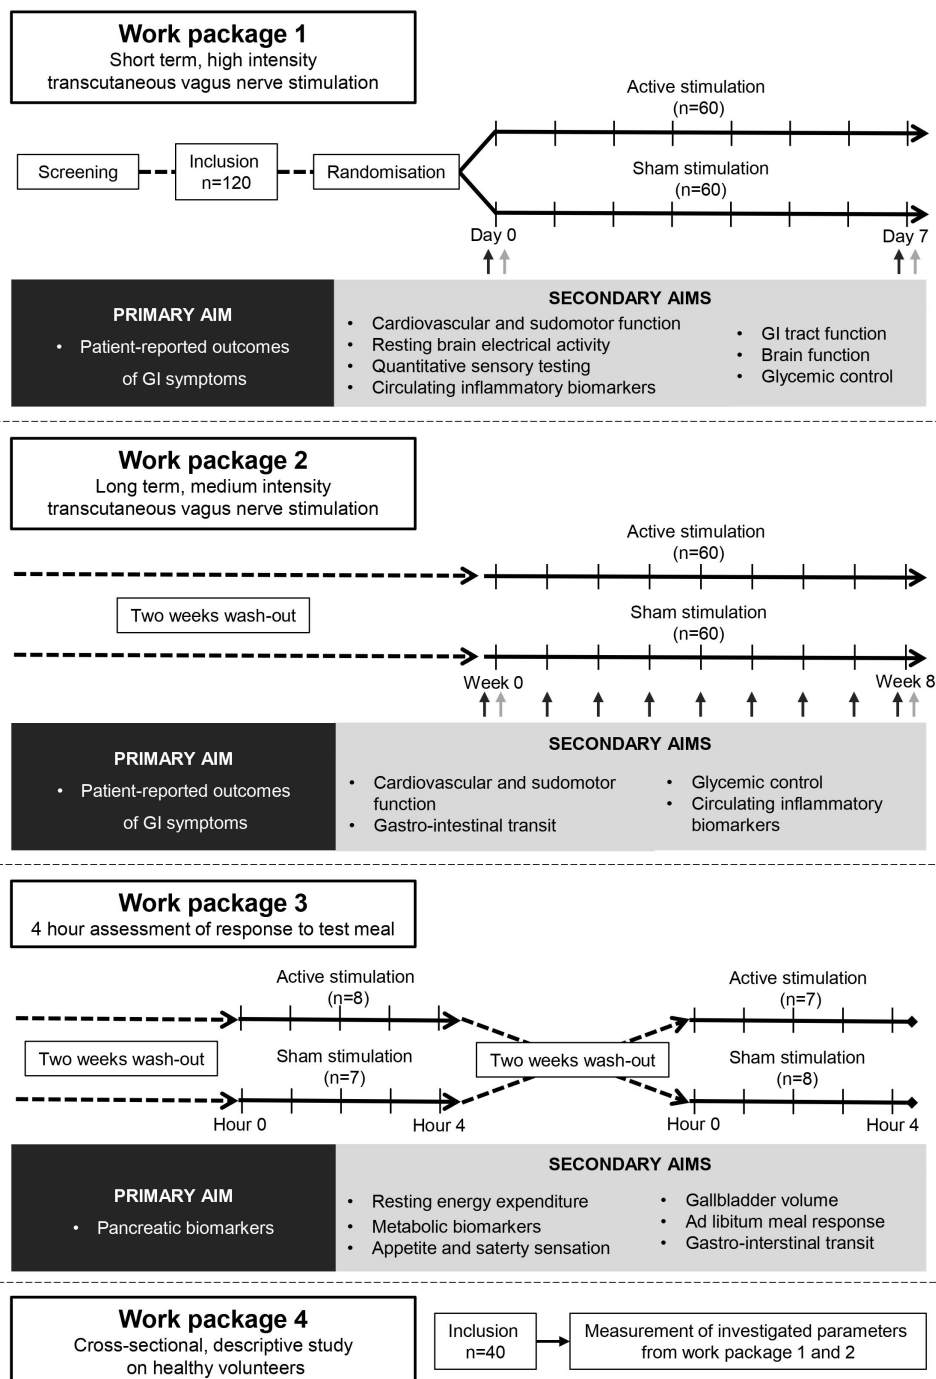 Work package 1
Short term, high intensity
transcutaneous vagus nerve stimulation
Active stimulation
(n=60)
Screening
Inclusion
n=120
Randomisation
Sham stimulation
(n=60)
Day 0
Day 7
PRIMARY AIM
• Patient-reported outcomes
of GI symptoms
SECONDARY AIMS
• Cardiovascular and sudomotor function
• Resting brain electrical activity
• Quantitative sensory testing
• Circulating inflammatory biomarkers
• GI tract function
• Brain function
• Glycemic control
Work package 2
Long term, medium intensity
transcutaneous vagus nerve stimulation
Active stimulation
(n=60)
Two weeks wash-out
Sham stimulation
(n=60)
Week 0
Week 8
PRIMARY AIM
• Patient-reported outcomes
of GI symptoms
SECONDARY AIMS
• Cardiovascular and sudomotor
function
• Gastro-intestinal transit
• Glycemic control
• Circulating inflammatory
biomarkers
Work package 3
4 hour assessment of response to test meal
Active stimulation
(n=8)
Active stimulation
(n=7)
Two weeks wash-out
Sham stimulation
(n=7)
Two weeks wash-out
Sham stimulation
(n=8)
Hour 0
Hour 4
Hour 0
Hour 4
PRIMARY AIM
• Pancreatic biomarkers
SECONDARY AIMS
• Resting energy expenditure
• Metabolic biomarkers
• Appetite and saterty sensation
• Gallbladder volume
• Ad libitum meal response
• Gastro-interstinal transit
Work package 4
Cross-sectional, descriptive study
on healthy volunteers
Inclusion
n=40
Measurement of investigated parameters
from work package 1 and 2